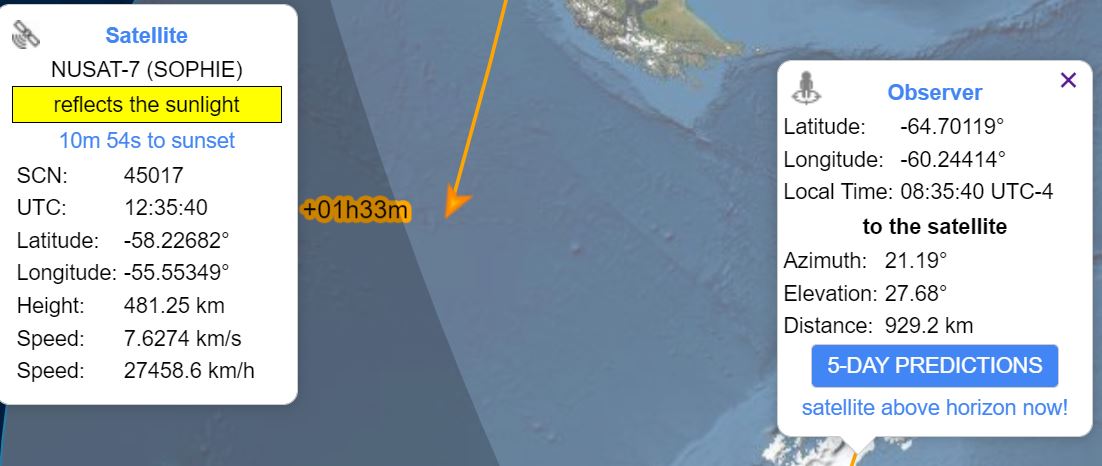 Satellite
NUSAT-7 (SOPHIE)
reflects the sunlight
10m 54s to sunset
SCN: 45017
UTC: 12:35:40
Latitude: -58.22682°
Longitude: -55.55349°
Height: 481.25 km
Speed: 7.6274 km/s
Speed: 27458.6 km/h
+01h33m
Observer
Latitude: -64.70119°
Longitude: -60.24414°
Local Time: 08:35:40 UTC-4
to the satellite
Azimuth: 21.19°
Elevation: 27.68°
Distance: 929.2 km
5-DAY PREDICTIONS
satellite above horizon now!